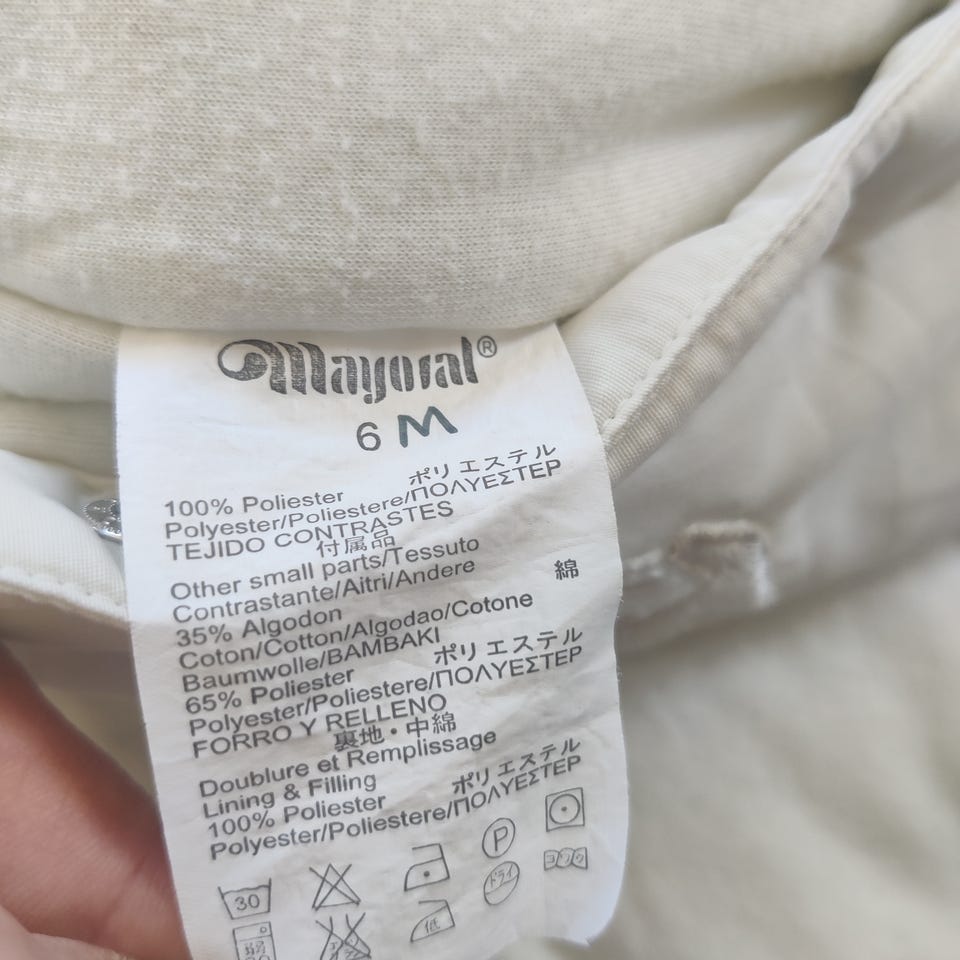 Mayoral®
6 M
100% Poliester ポリエステル
Polyester/Poliestere/ΠΟΛΥΕΣΤΕΡ
TEJIDO CONTRASTES
付属品
Other small parts/Tessuto
Contrastante/Aitri/Andere
35% Algodon 綿
Coton/Cotton/Algodao/Cotone
Baumwolle/BAMBAKI
65% Poliester ポリエステル
Polyester/Poliestere/ΠΟΛΥΕΣΤΕΡ
FORRO Y RELLENO
裏地・中綿
Doublure et Remplissage
Lining & Filling
100% Poliester ポリエステル
Polyester/Poliestere/ΠΟΛΥΕΣΤΕΡ
30 P
低 ドライ